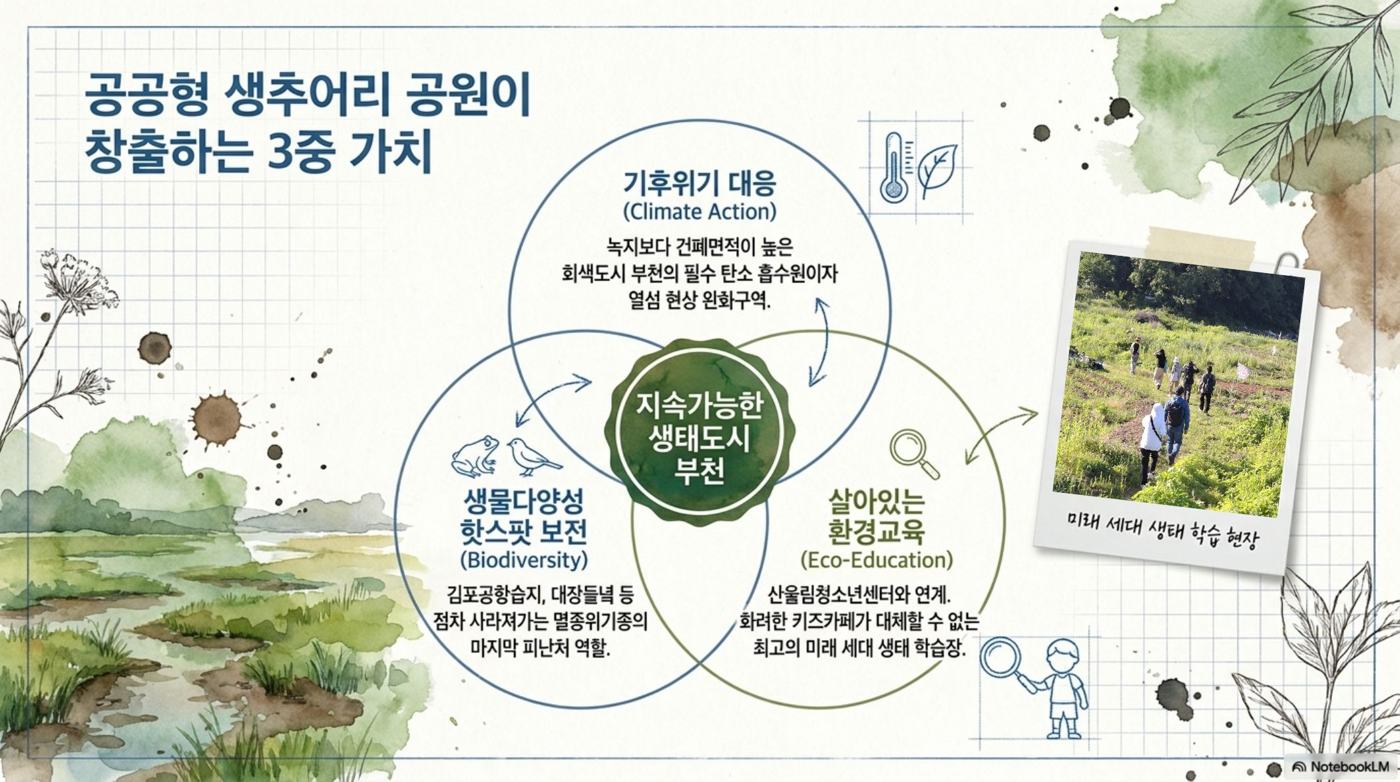 공공형 생추어리 공원이
창출하는 3중 가치
기후위기 대응
(Climate Action)
녹지보다 건폐면적이 높은
회색도시 부천의 필수 탄소 흡수원이자
열섬 현상 완화구역.
지속가능한
생태도시
부천
생물다양성
핫스팟 보전
(Biodiversity)
김포공항습지, 대장들녘 등
점차 사라져가는 멸종위기종의
마지막 피난처 역할.
살아있는
환경교육
(Eco-Education)
산울림청소년센터와 연계.
화려한 키즈카페가 대체할 수 없는
최고의 미래 세대 생태 학습장.
미래 세대 생태 학습 현장
NotebookLM